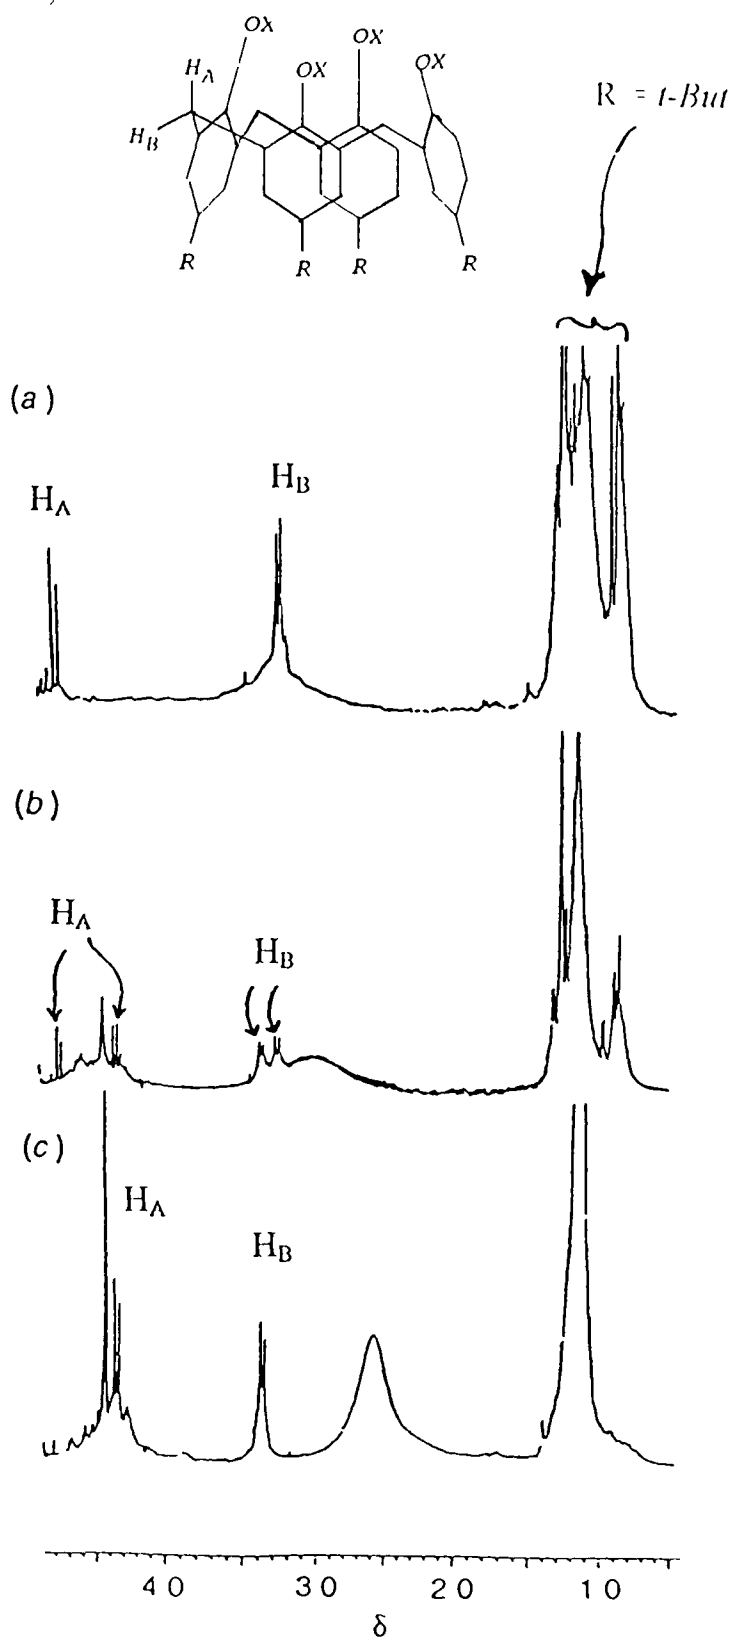 OX
OX
OX
OX
H_A
H_B
R
R
R
R
R = t-But
(a)
H_A
H_B
(b)
H_A
H_B
(c)
H_A
H_B
4 0
3 0
2 0
1 0
δ